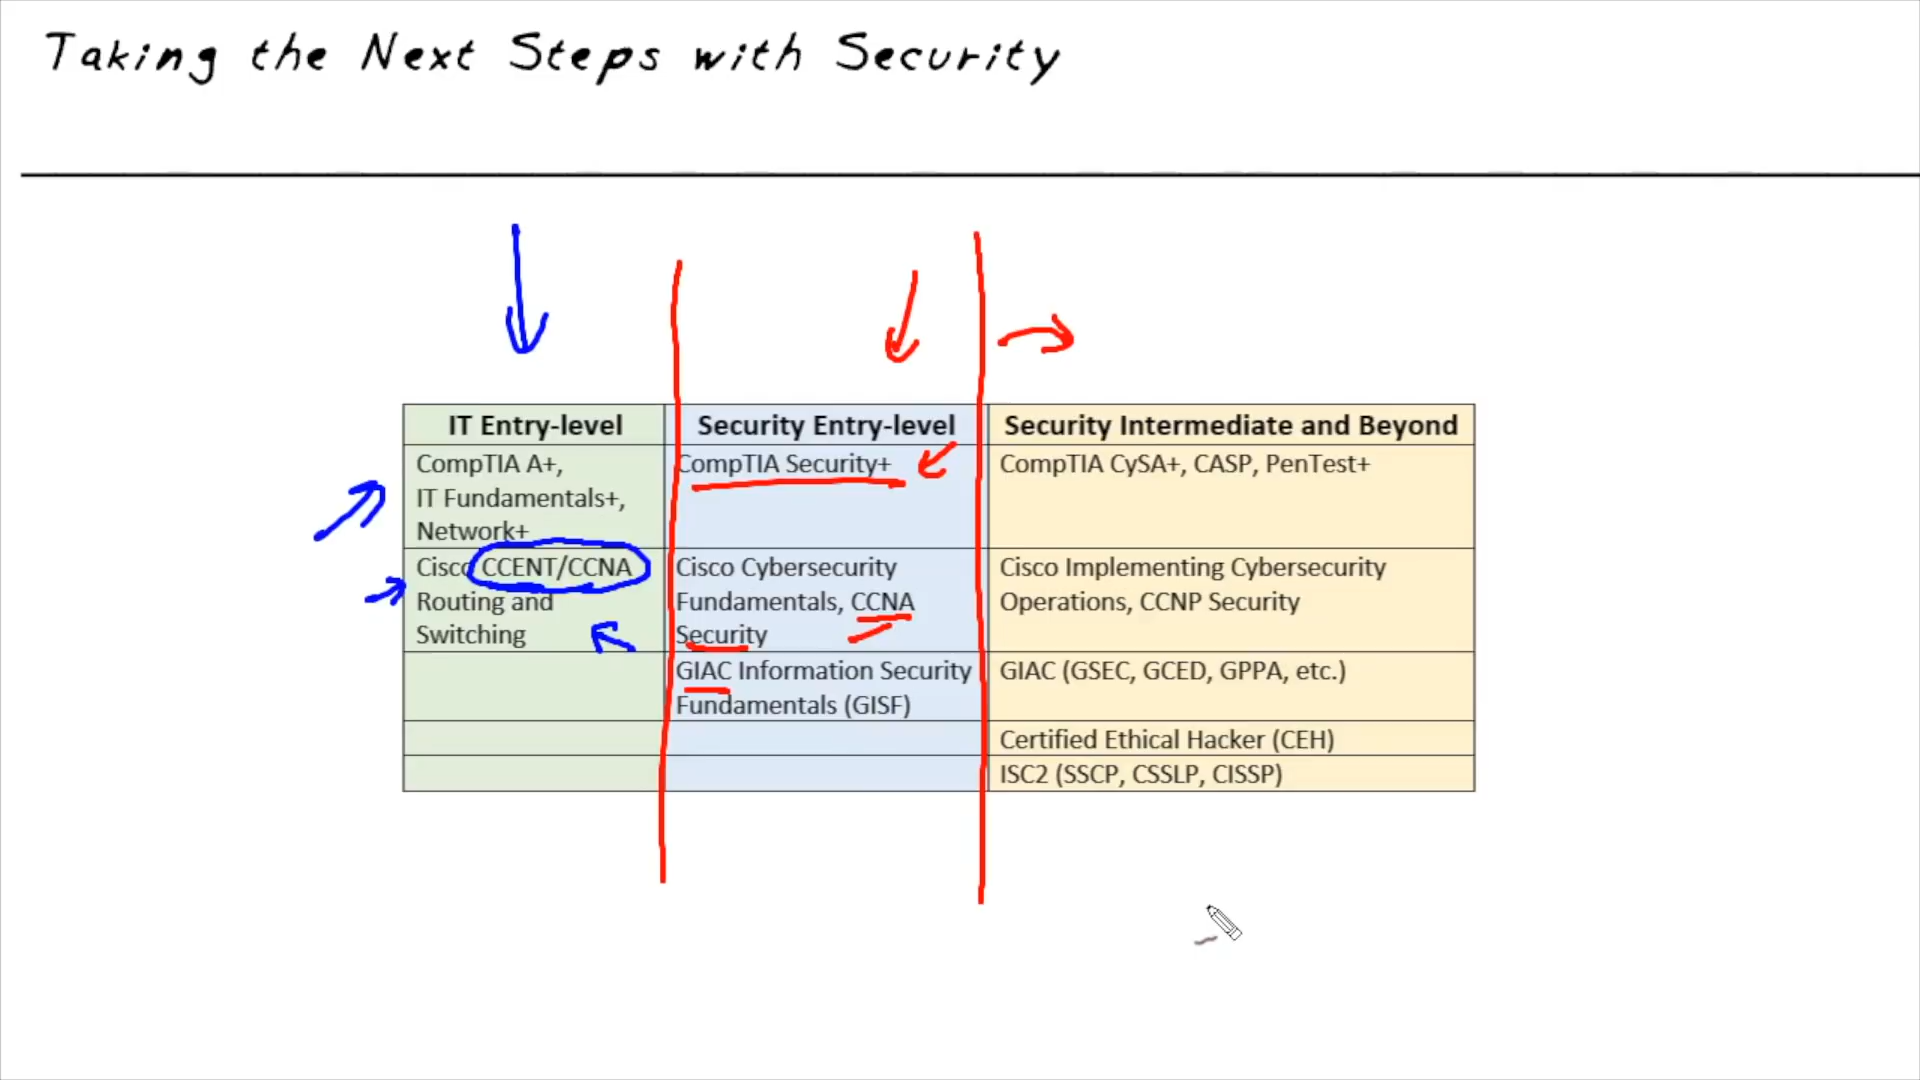 Taking the Next Steps with Security
IT Entry-level
Security Entry-level
Security Intermediate and Beyond
CompTIA A+,
IT Fundamentals+,
Network+
CompTIA Security+
CompTIA CySA+, CASP, PenTest+
Cisco CCENT/CCNA
Routing and
Switching
Cisco Cybersecurity
Fundamentals, CCNA
Security
Cisco Implementing Cybersecurity
Operations, CCNP Security
GIAC Information Security
Fundamentals (GISF)
GIAC (GSEC, GCED, GPPA, etc.)
Certified Ethical Hacker (CEH)
ISC2 (SSCP, CSSLP, CISSP)